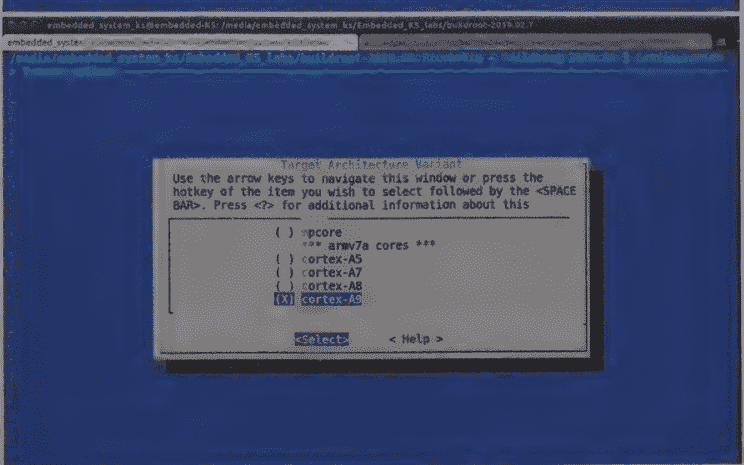 embedded_system_ks@embedded-KS: /media/embedded_system_ks/Embedded_KS_labs/buildroot-2019.02.7
embedded_system
Target Architecture Variant
Use the arrow keys to navigate this window or press the
hotkey of the item you wish to select followed by the <SPACE
BAR>. Press <?> for additional information about this
( ) mpcore
*** armv7a cores ***
( ) cortex-A5
( ) cortex-A7
( ) cortex-A8
(X) cortex-A9
<Select> < Help >